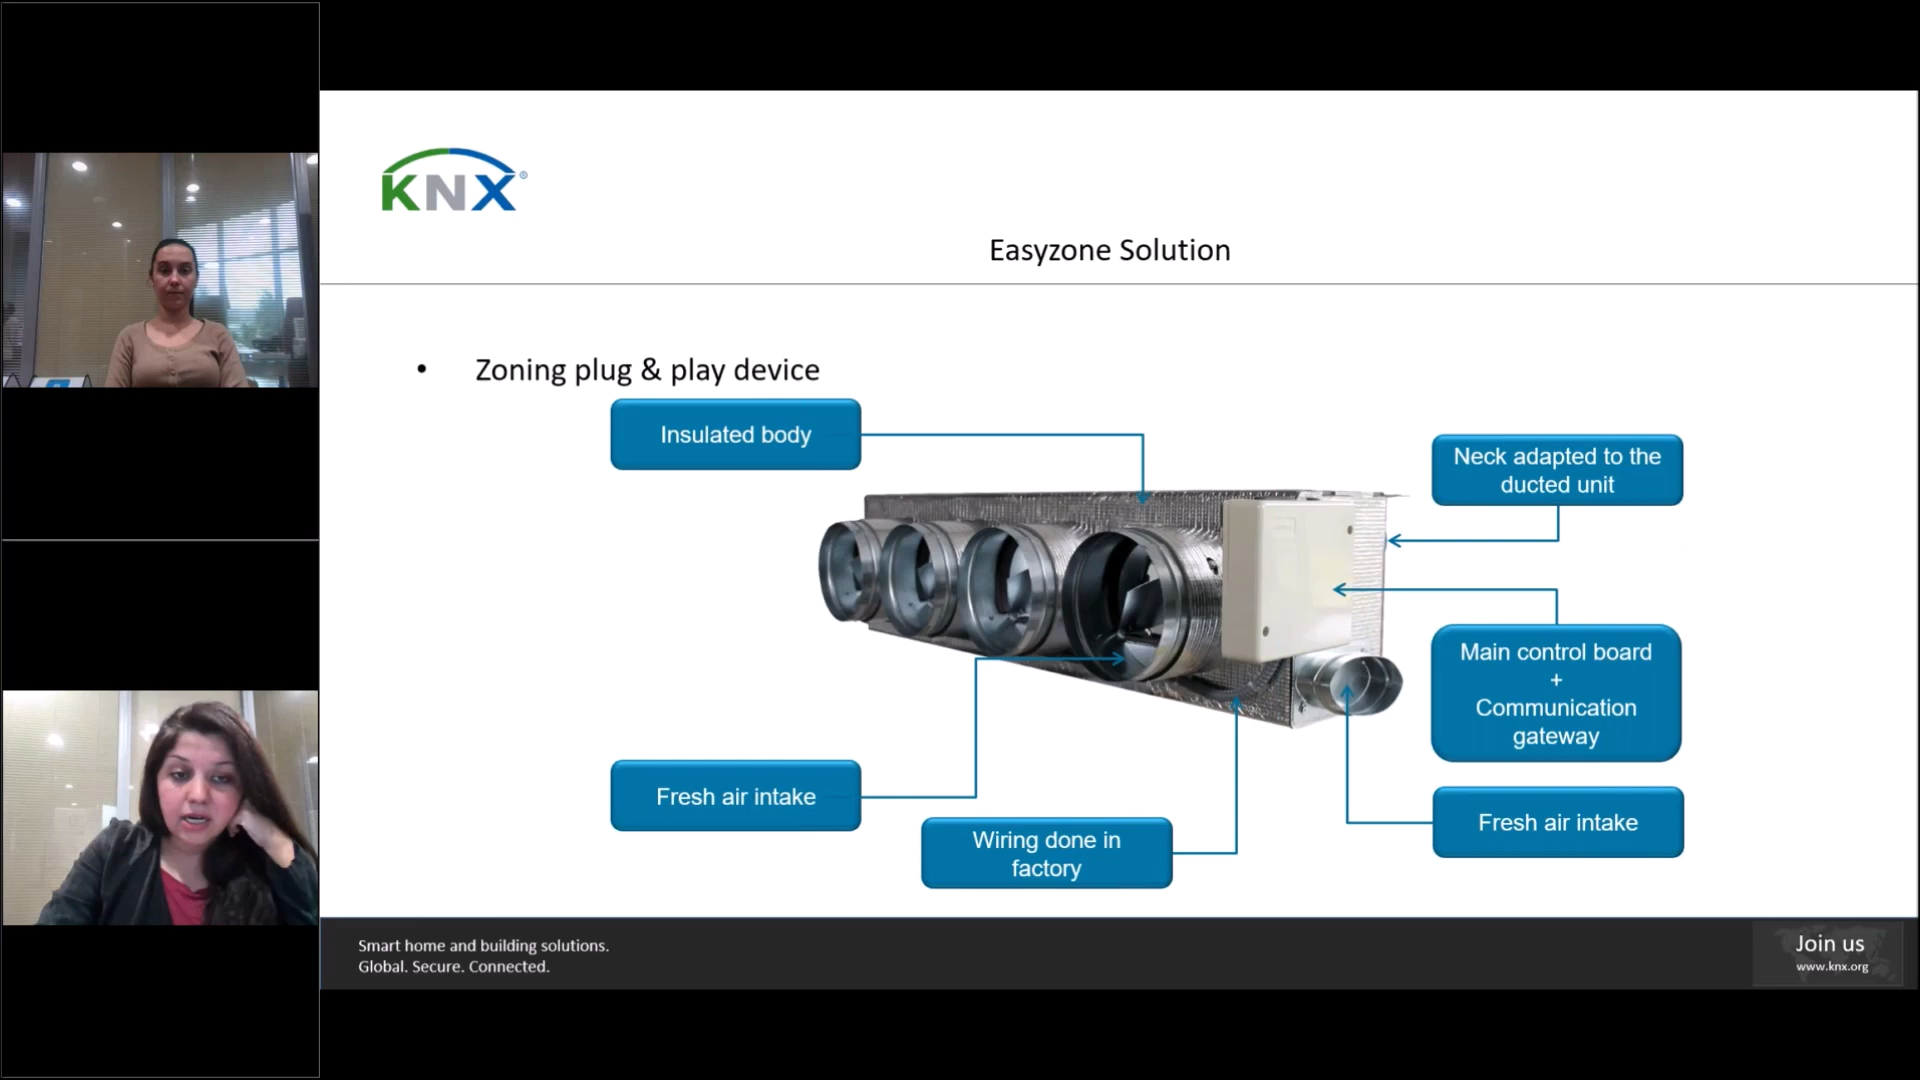 KNX®
Easyzone Solution
• Zoning plug & play device
Insulated body
Neck adapted to the
ducted unit
Main control board
+
Communication
gateway
Fresh air intake
Wiring done in
factory
Fresh air intake
Smart home and building solutions.
Global. Secure. Connected.
Join us
www.knx.org